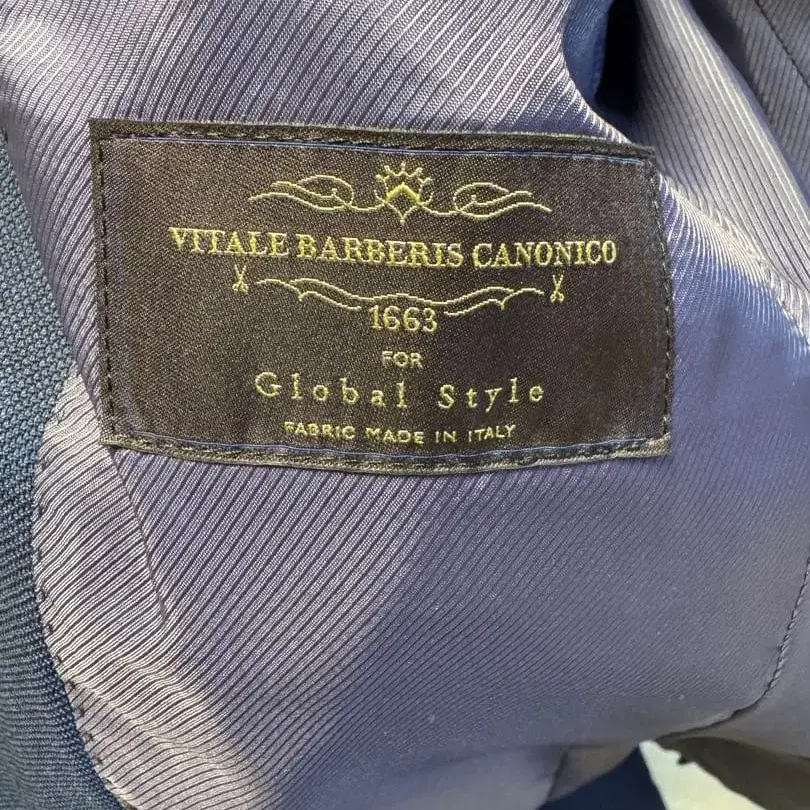 VITALE BARBERIS CANONICO
1663
FOR
Global Style
FABRIC MADE IN ITALY